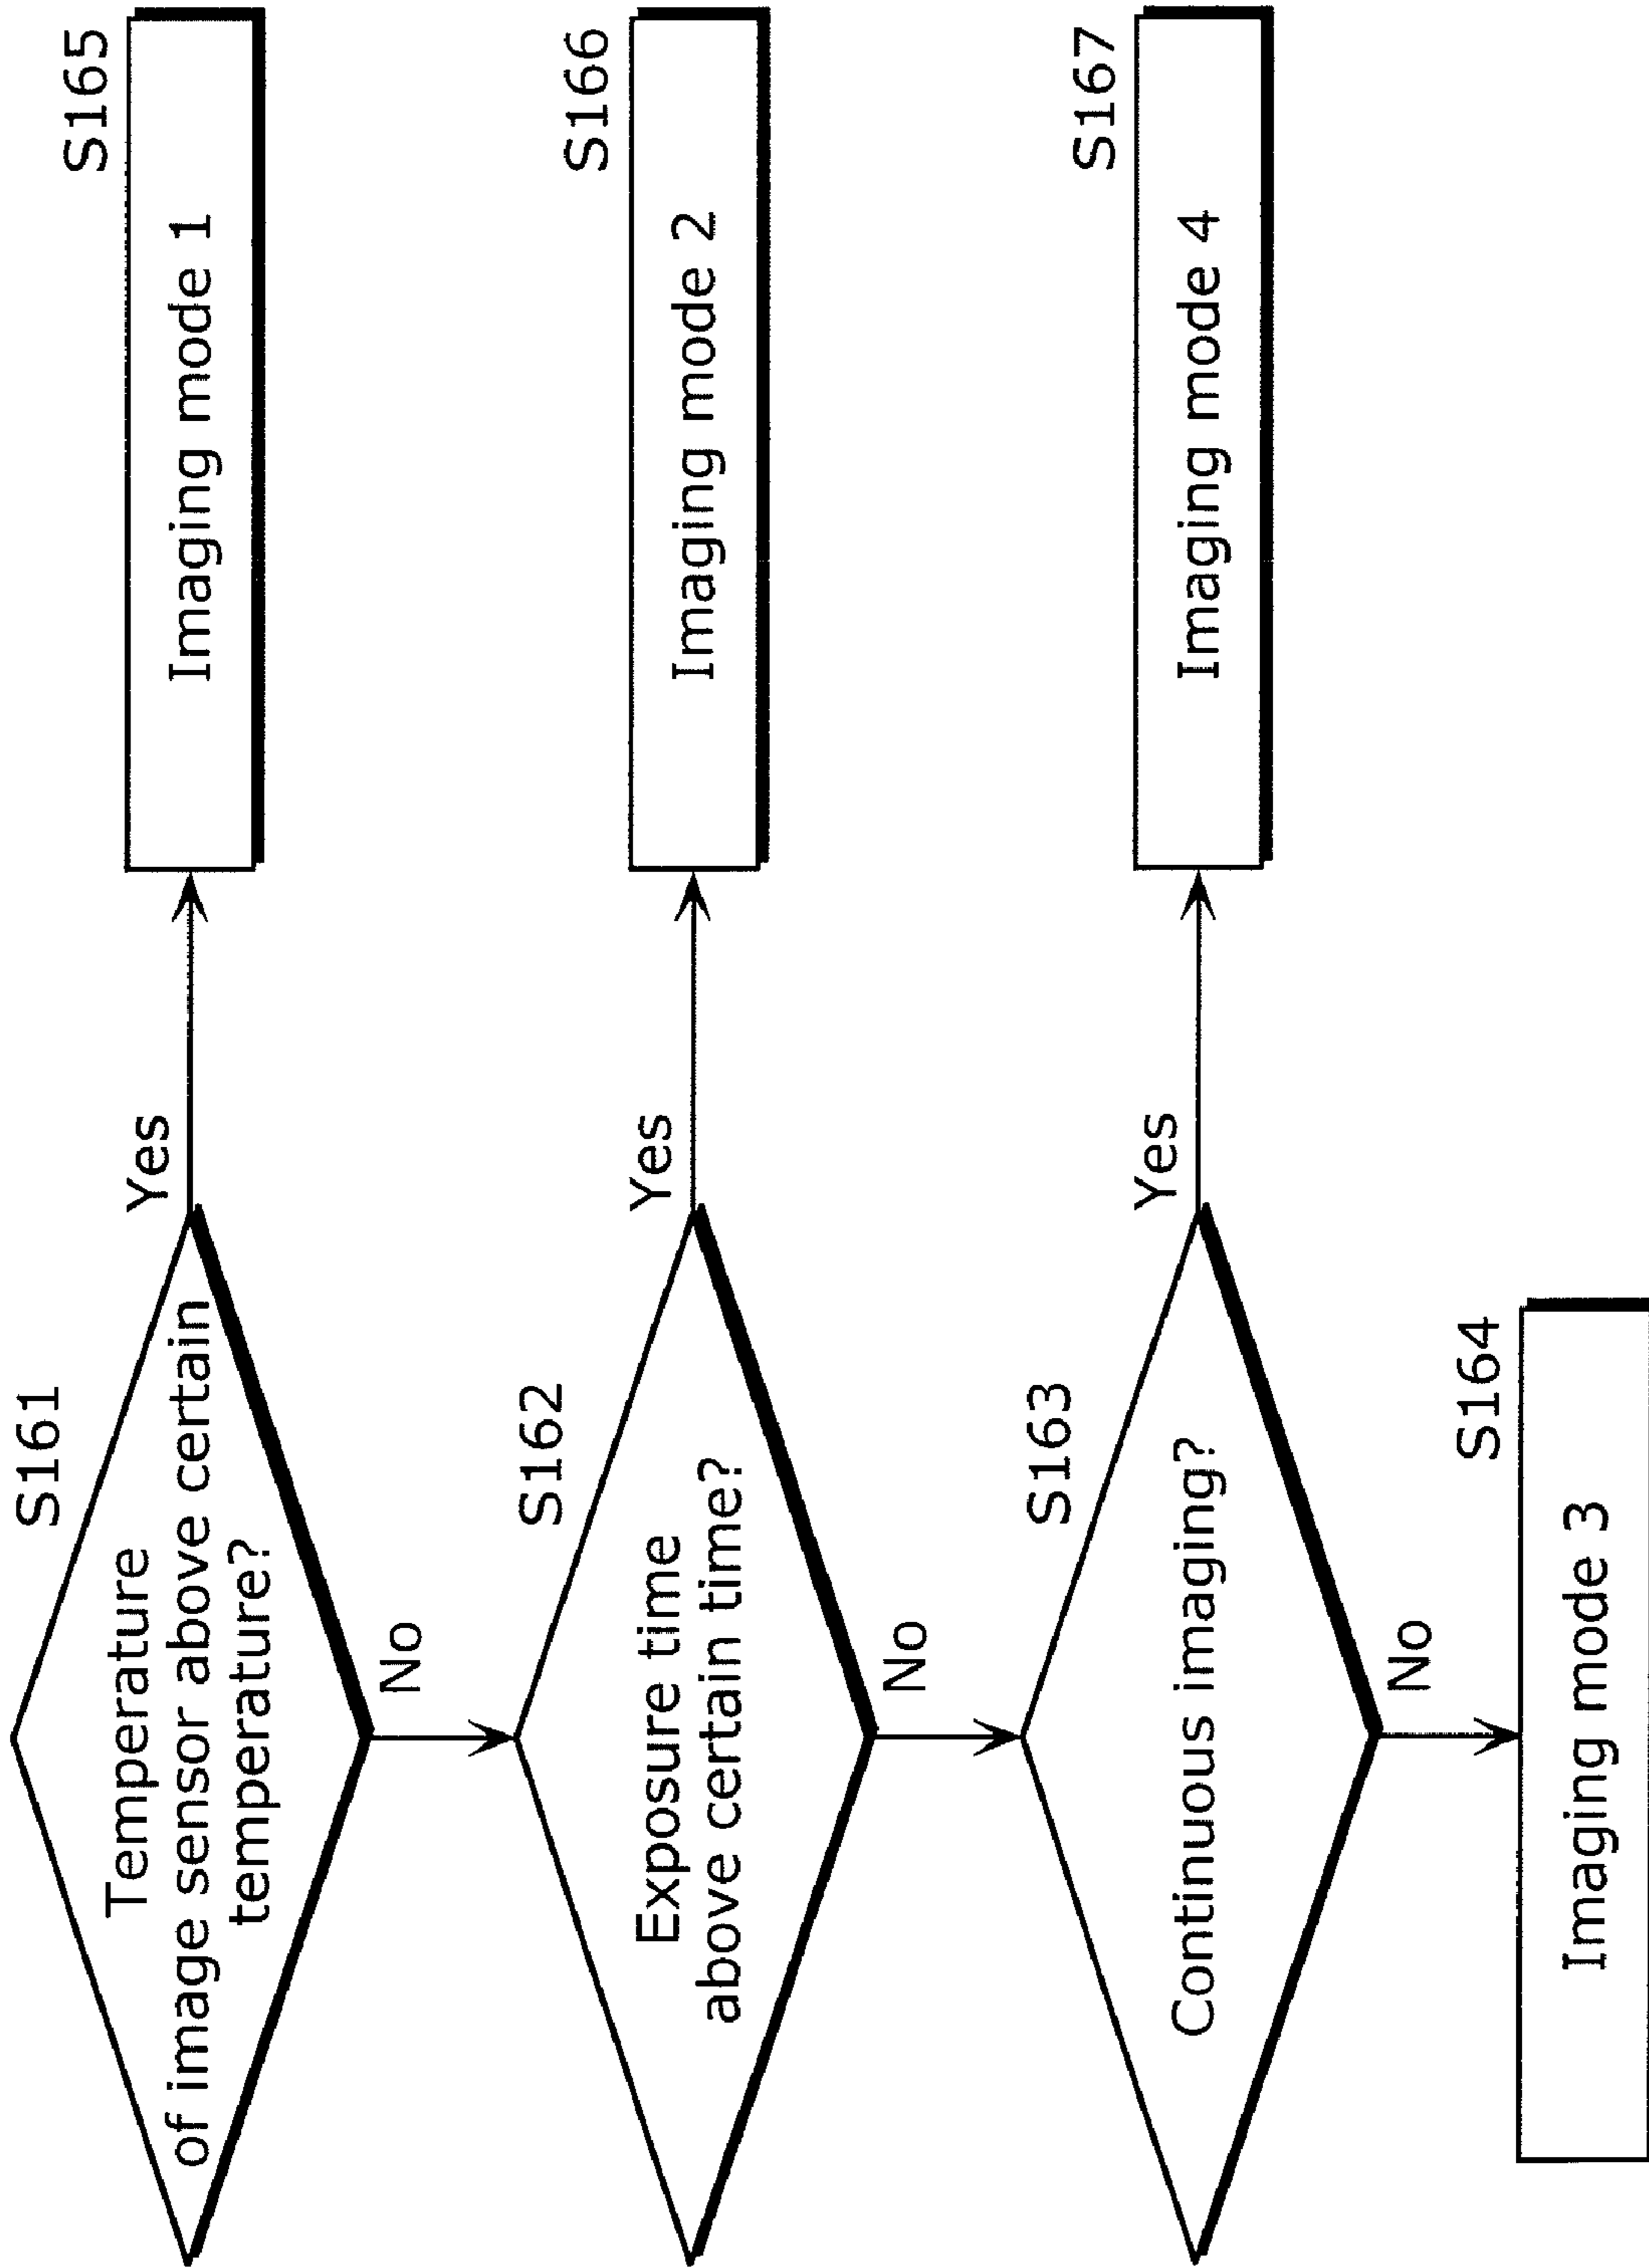 S161
Temperature
of image sensor above certain
temperature?
Yes
S165
Imaging mode 1
No
S162
Exposure time
above certain time?
Yes
S166
Imaging mode 2
No
S163
Continuous imaging?
Yes
S167
Imaging mode 4
No
S164
Imaging mode 3